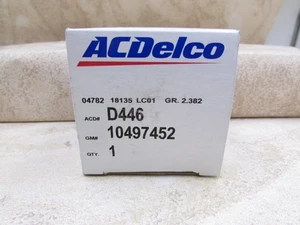 ACDelco
04782 18135 LC01 GR. 2.382
ACD# D446
GM# 10497452
QTY. 1